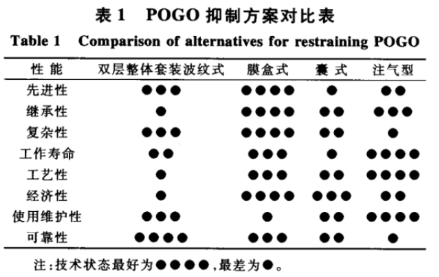 表 1 POGO 抑制方案对比表
Table 1 Comparison of alternatives for restraining POGO
性 能 双层整体套装波纹式 膜盒式 囊 式 注气型
先进性 ●●● ●●●● ● ●●
继承性 ● ●●●● ●● ●●●
复杂性 ●●● ●●●● ●● ●
工作寿命 ●● ●●● ● ●●●●
工艺性 ● ●●● ●● ●●●●
经济性 ● ●●●● ●●● ●●
使用维护性 ●●● ● ●● ●●●●
可靠性 ●●●● ●●● ●● ●
注:技术状态最好为●●●●,最差为●。